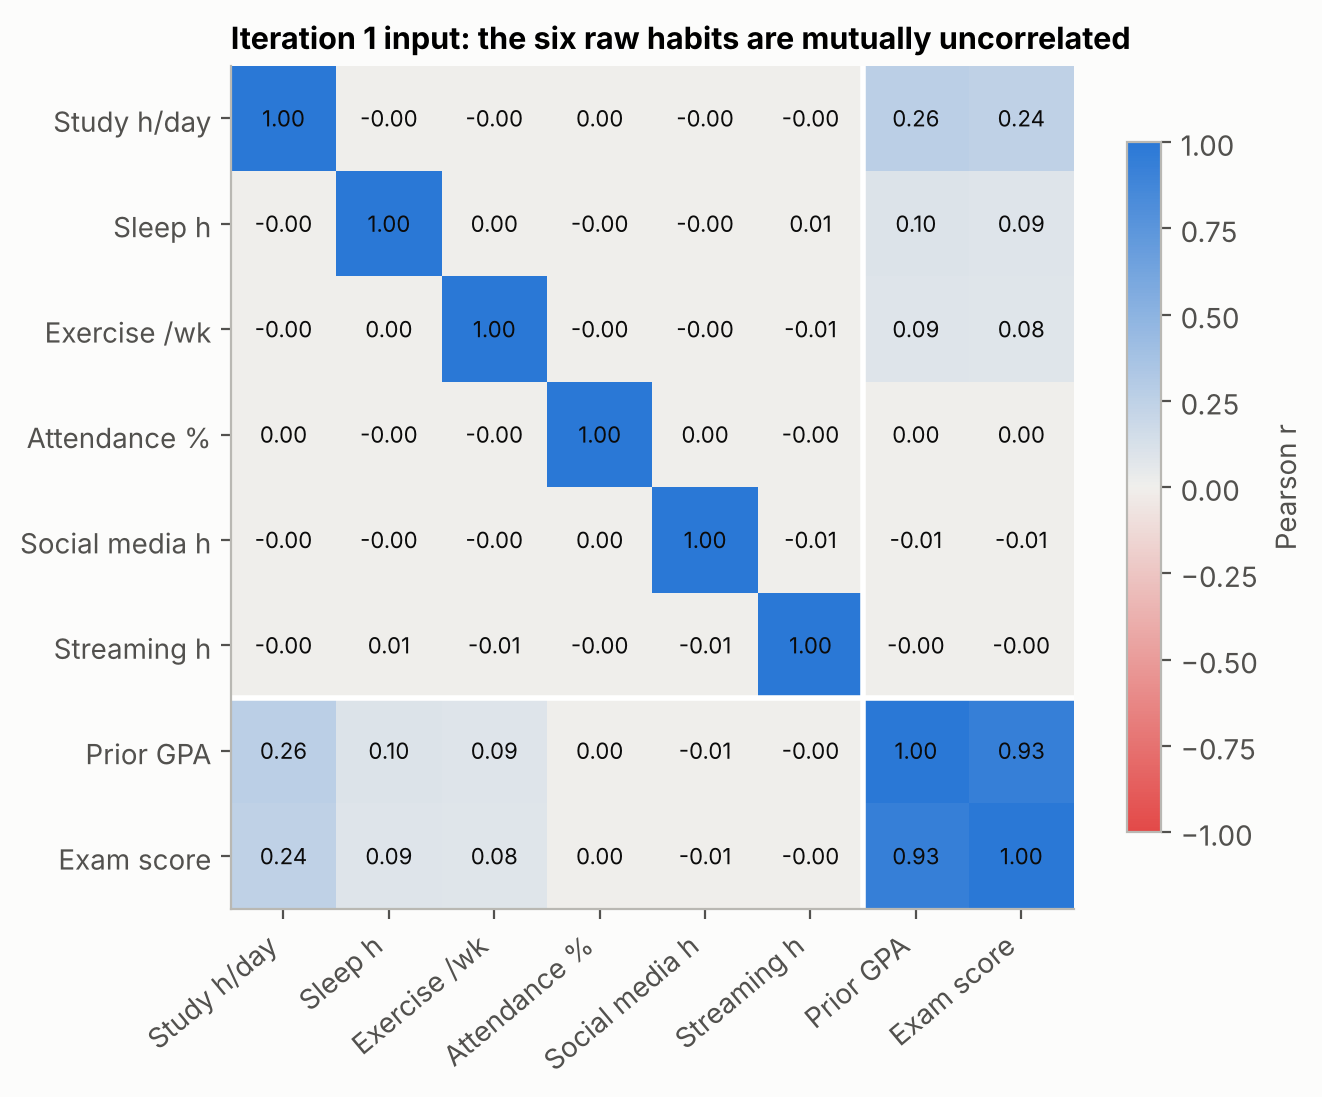 Iteration 1 input: the six raw habits are mutually uncorrelated
Study h/day 1.00 -0.00 -0.00 0.00 -0.00 -0.00 0.26 0.24
Sleep h -0.00 1.00 0.00 -0.00 -0.00 0.01 0.10 0.09
Exercise /wk -0.00 0.00 1.00 -0.00 -0.00 -0.01 0.09 0.08
Attendance % 0.00 -0.00 -0.00 1.00 0.00 -0.00 0.00 0.00
Social media h -0.00 -0.00 -0.00 0.00 1.00 -0.01 -0.01 -0.01
Streaming h -0.00 0.01 -0.01 -0.00 -0.01 1.00 -0.00 -0.00
Prior GPA 0.26 0.10 0.09 0.00 -0.01 -0.00 1.00 0.93
Exam score 0.24 0.09 0.08 0.00 -0.01 -0.00 0.93 1.00
Study h/day
Sleep h
Exercise /wk
Attendance %
Social media h
Streaming h
Prior GPA
Exam score
1.00
0.75
0.50
0.25
0.00
−0.25
−0.50
−0.75
−1.00
Pearson r